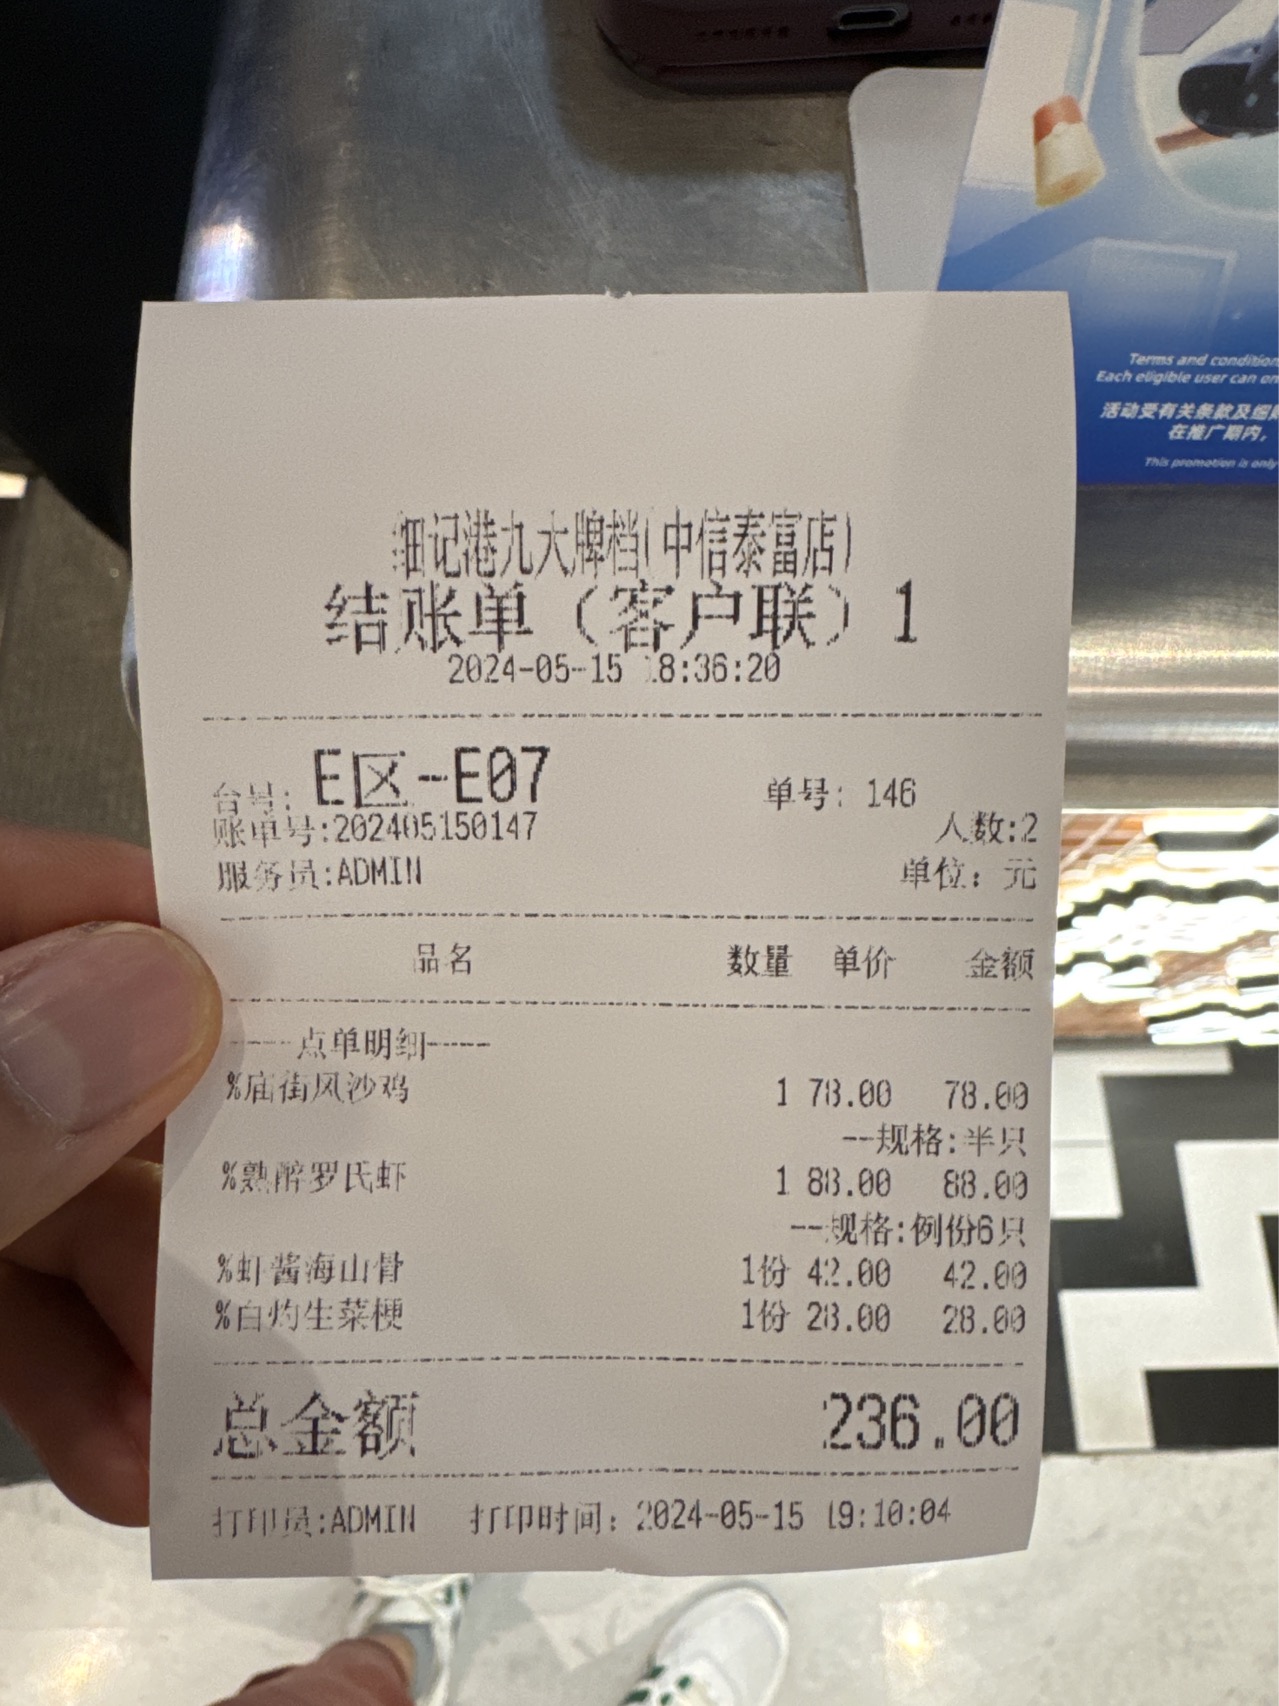 Terms and condition
Each eligible user can on
活动受有关条款及细则
在推广期内，
This promotion is only
细记港九大牌档(中信泰富店)
结账单（客户联）1
2024-05-15 18:36:20
台号: E区-E07 单号: 146
账单号:202405150147 人数:2
服务员:ADMIN 单位: 元
品名 数量 单价 金额
----点单明细----
%庙街风沙鸡 1 78.00 78.00
--规格:半只
%熟醉罗氏虾 1 88.00 88.00
--规格:例份6只
%虾酱海山骨 1份 42.00 42.00
%白灼生菜梗 1份 28.00 28.00
总金额 236.00
打印员:ADMIN 打印时间: 2024-05-15 19:10:04